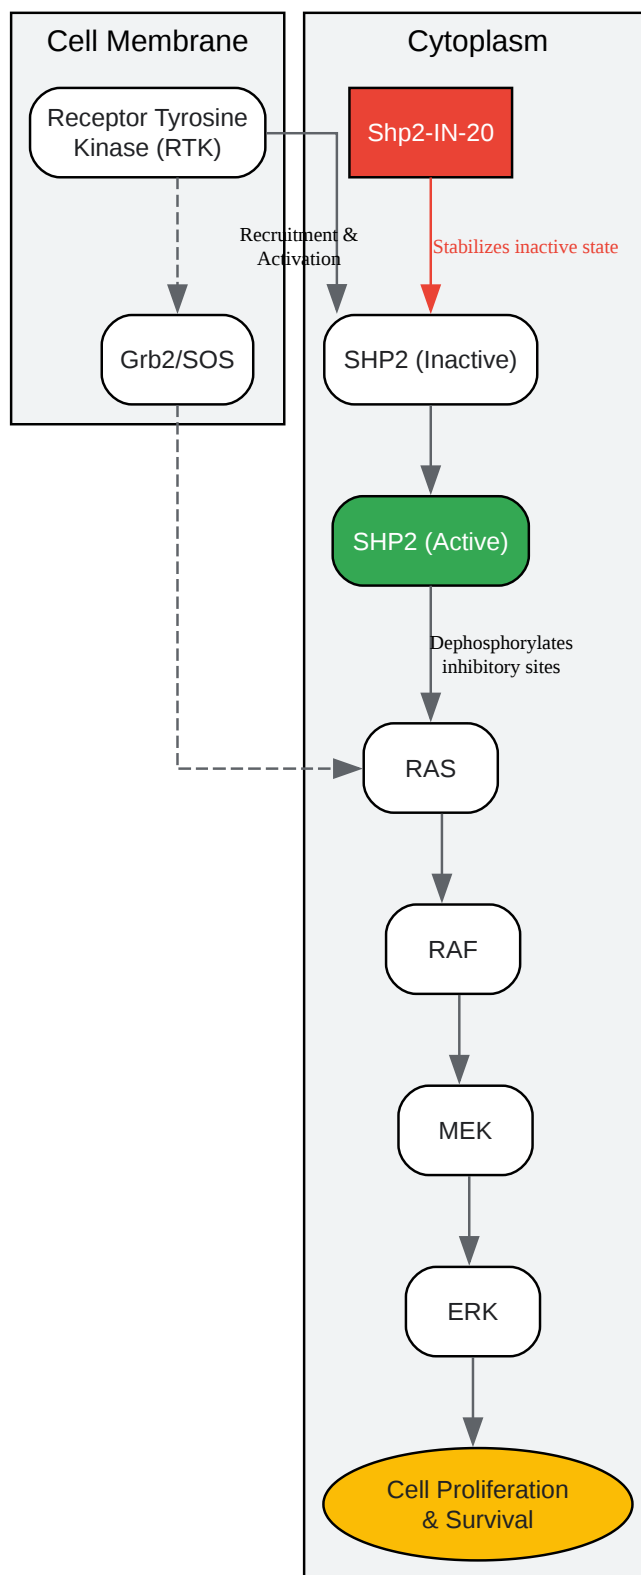 Cell Membrane
Cytoplasm
Receptor Tyrosine
Kinase (RTK)
Shp2-IN-20
Recruitment &
Activation
Stabilizes inactive state
Grb2/SOS
SHP2 (Inactive)
SHP2 (Active)
Dephosphorylates
inhibitory sites
RAS
RAF
MEK
ERK
Cell Proliferation
& Survival